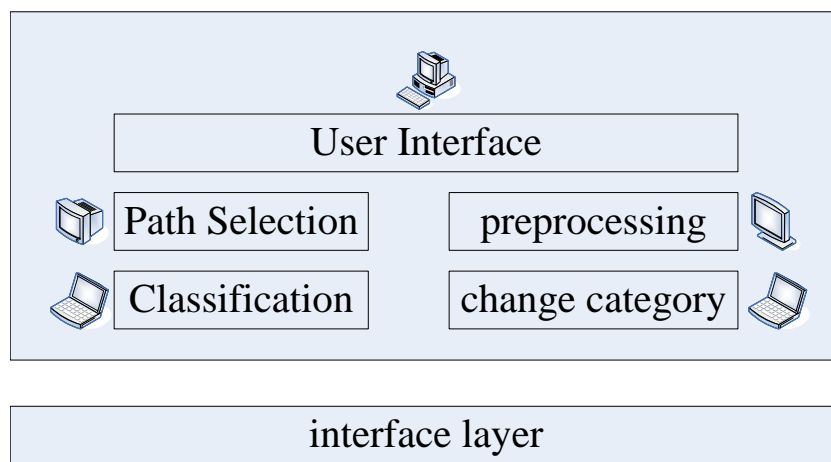 User Interface
Path Selection
preprocessing
Classification
change category
interface layer